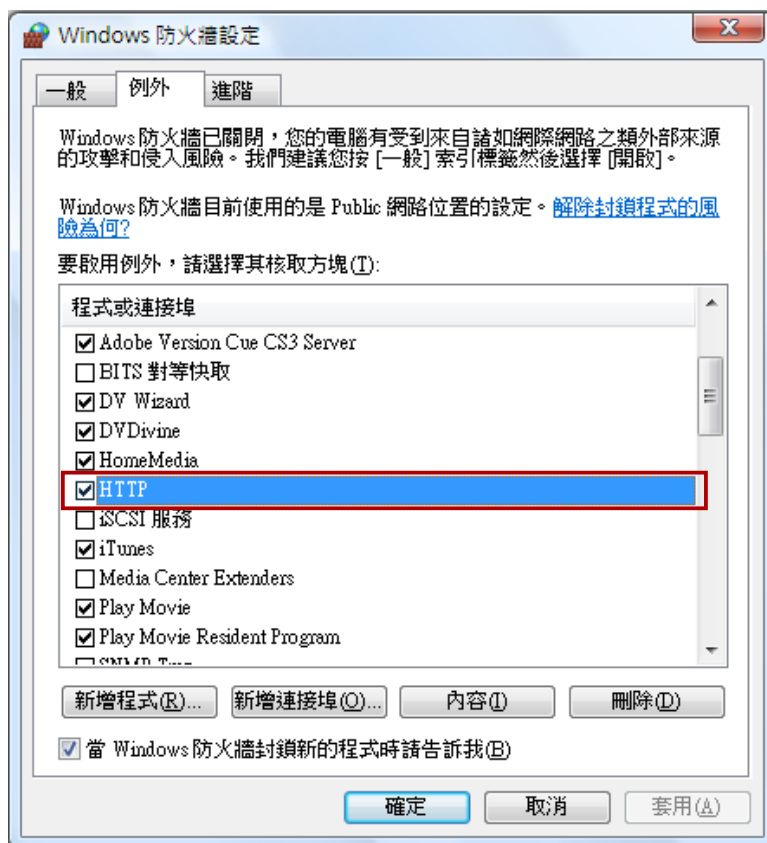 Windows 防火牆設定
一般 例外 進階
Windows 防火牆已關閉，您的電腦有受到來自諸如網際網路之類外部來源
的攻擊和侵入風險。我們建議您按 [一般] 索引標籤然後選擇 [開啟]。
Windows 防火牆目前使用的是 Public 網路位置的設定。解除封鎖程式的風
險為何?
要啟用例外，請選擇其核取方塊(T):
程式或連接埠
Adobe Version Cue CS3 Server
BITS 對等快取
DV Wizard
DVDivine
HomeMedia
HTTP
iSCSI 服務
iTunes
Media Center Extenders
Play Movie
Play Movie Resident Program
新增程式(R)... 新增連接埠(O)... 內容(I) 刪除(D)
當 Windows 防火牆封鎖新的程式時請告訴我(B)
確定 取消 套用(A)